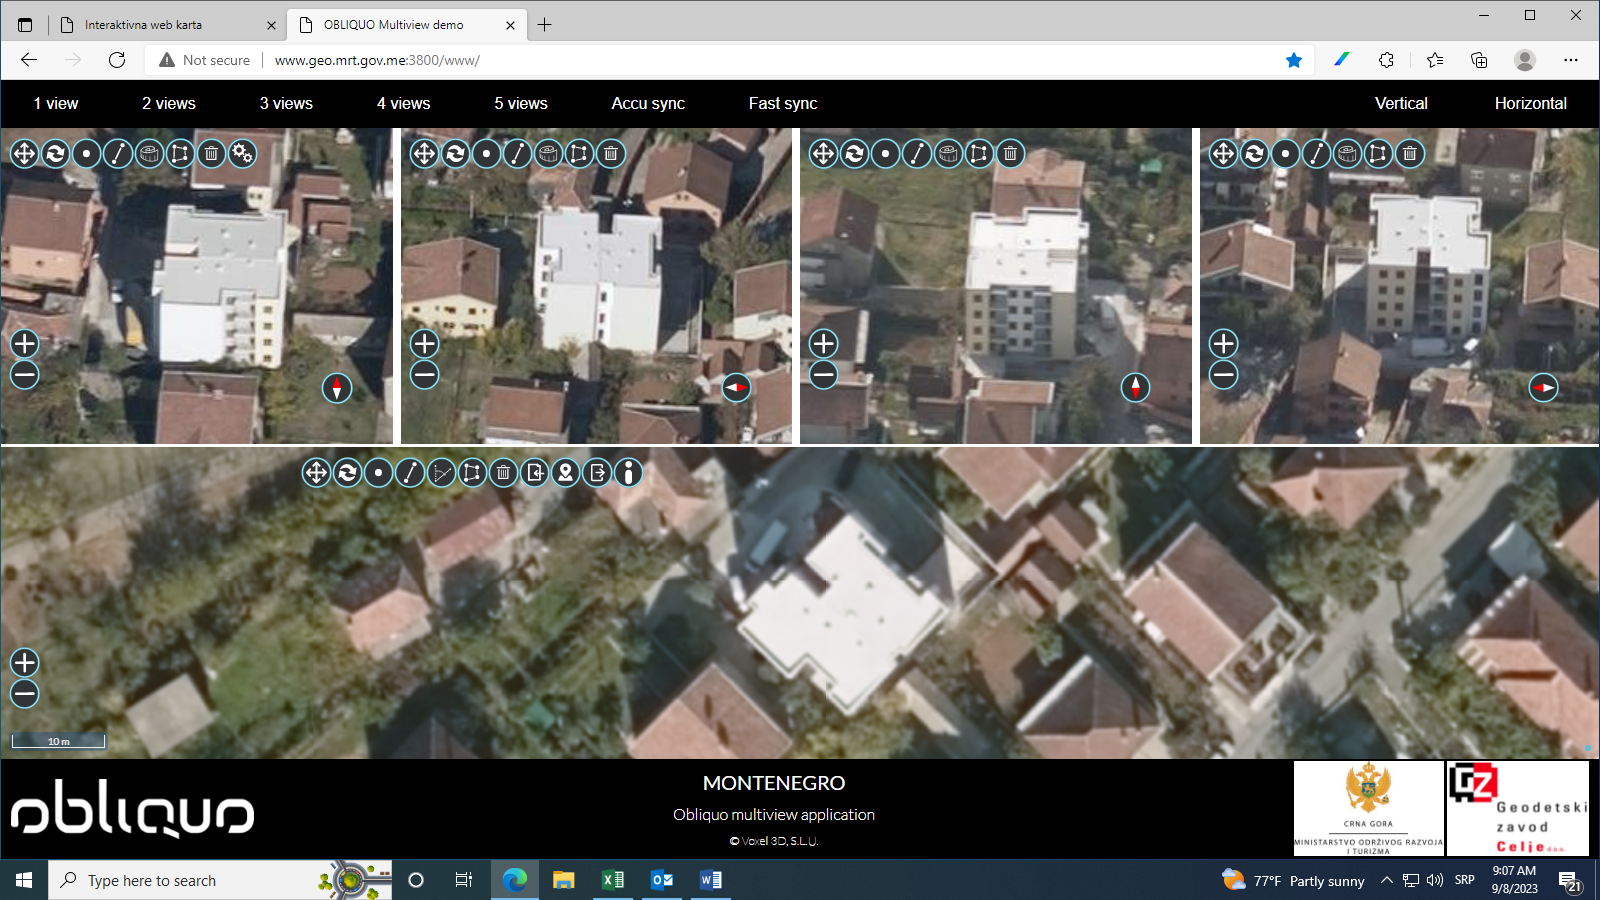 Interaktivna web karta
OBLIQUO Multiview demo
Not secure
www.geo.mrt.gov.me:3800/www/
1 view
2 views
3 views
4 views
5 views
Accu sync
Fast sync
Vertical
Horizontal
10 m
obliquo
MONTENEGRO
Obliquo multiview application
© Voxel 3D, S.L.U.
CRNA GORA
MINISTARSTVO ODRŽIVOG RAZVOJA
I TURIZMA
GZ
Geodetski
zavod
Celje d.o.o.
Type here to search
77°F Partly sunny
SRP
9:07 AM
9/8/2023
21